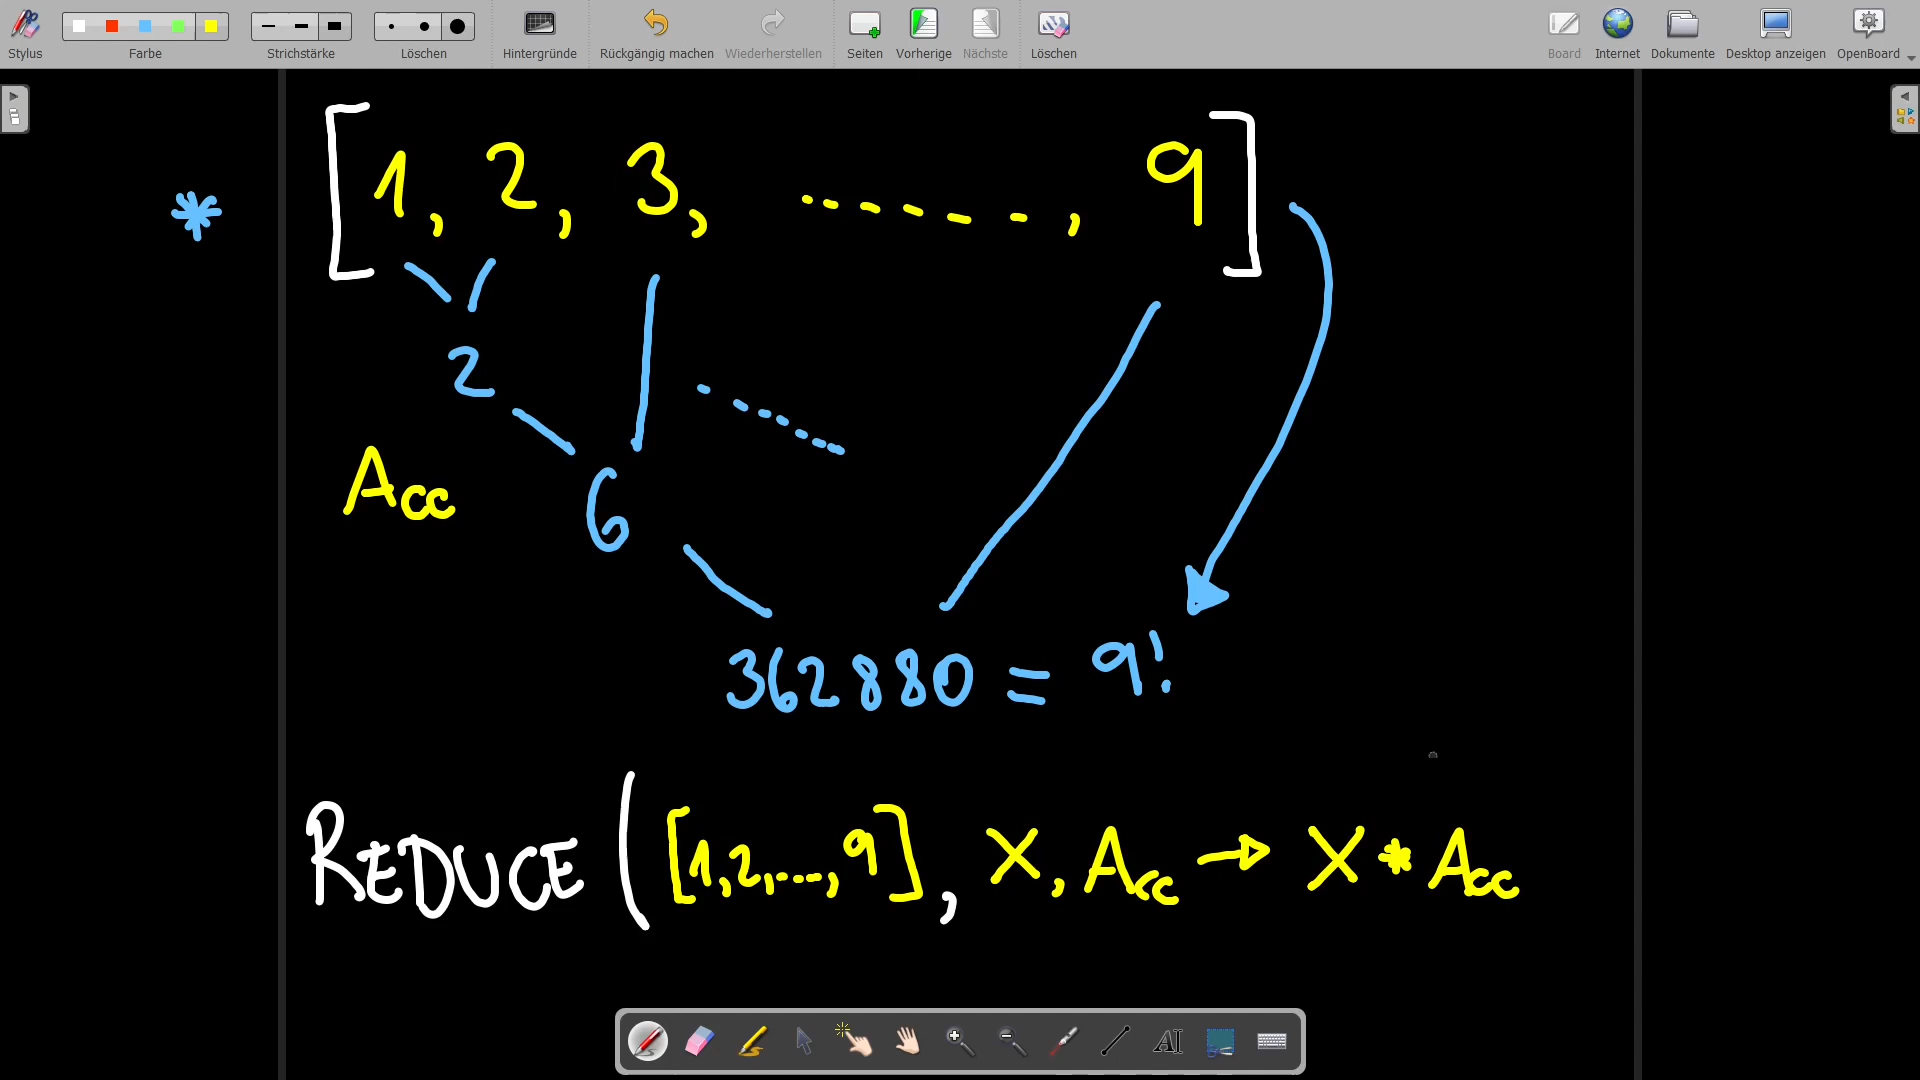 Stylus Farbe Strichstärke Löschen Hintergründe Rückgängig machen Wiederherstellen Seiten Vorherige Nächste Löschen Board Internet Dokumente Desktop anzeigen OpenBoard
* [1, 2, 3, ------, 9]
2
Acc
6
362880 = 9!
REDUCE ([1,2,...,9], X, Acc → X * Acc
AI